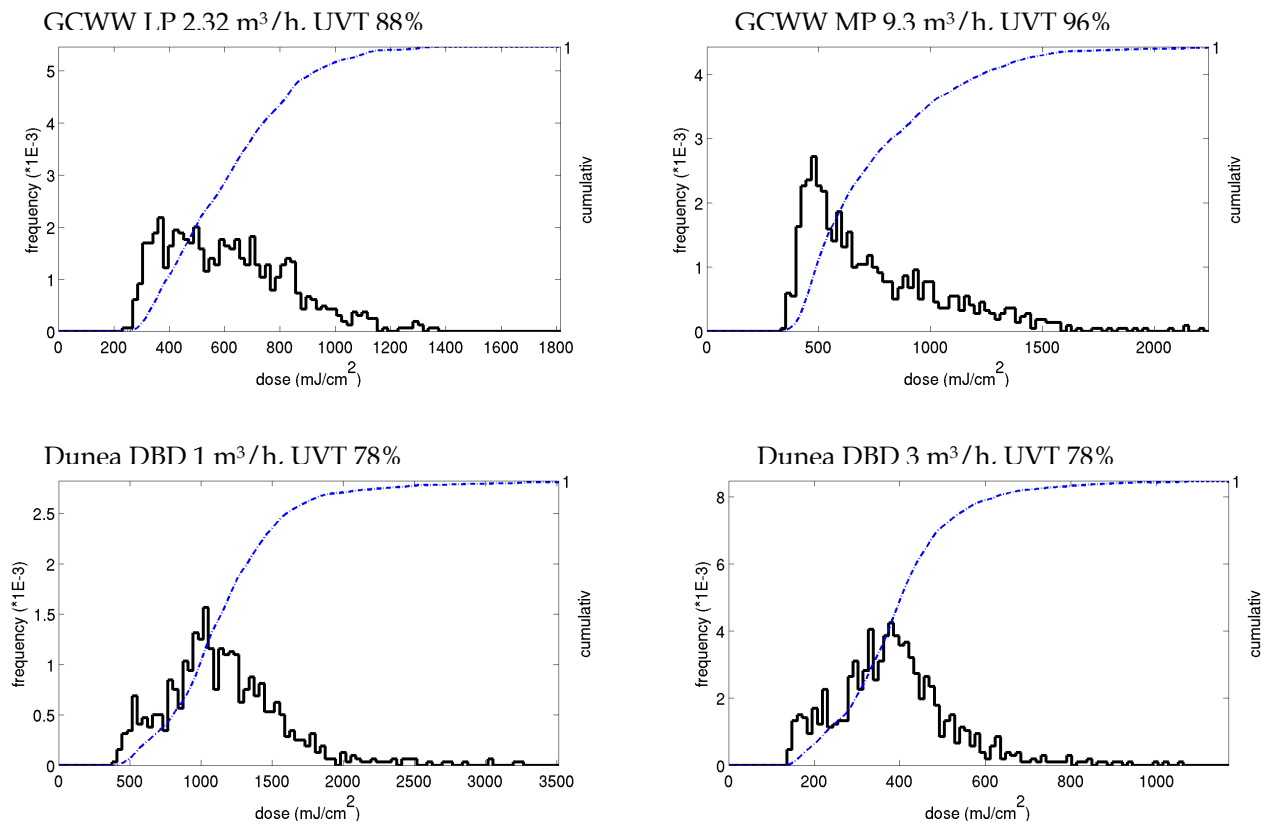 GCWW LP 2.32 m³/h, UVT 88%
1
5
4
3
2
1
0
frequency (*1E-3)
cumulativ
0 200 400 600 800 1000 1200 1400 1600 1800
dose (mJ/cm²)
GCWW MP 9.3 m³/h, UVT 96%
1
4
3
2
1
0
frequency (*1E-3)
cumulativ
0 500 1000 1500 2000
dose (mJ/cm²)
Dunea DBD 1 m³/h, UVT 78%
1
2.5
2
1.5
1
0.5
0
frequency (*1E-3)
cumulativ
0 500 1000 1500 2000 2500 3000 3500
dose (mJ/cm²)
Dunea DBD 3 m³/h, UVT 78%
1
8
6
4
2
0
frequency (*1E-3)
cumulativ
0 200 400 600 800 1000
dose (mJ/cm²)